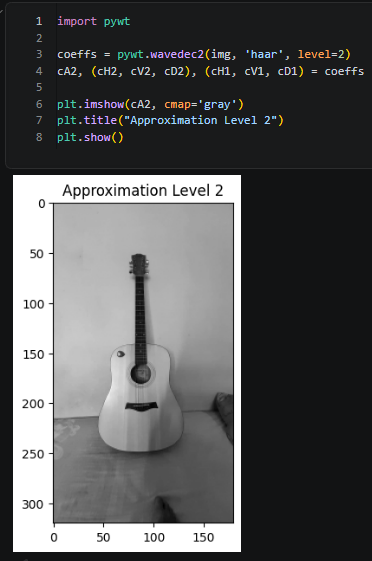 1 import pywt
2
3 coeffs = pywt.wavedec2(img, 'haar', level=2)
4 cA2, (cH2, cV2, cD2), (cH1, cV1, cD1) = coeffs
5
6 plt.imshow(cA2, cmap='gray')
7 plt.title("Approximation Level 2")
8 plt.show()
Approximation Level 2
0
50
100
150
200
250
300
0 50 100 150